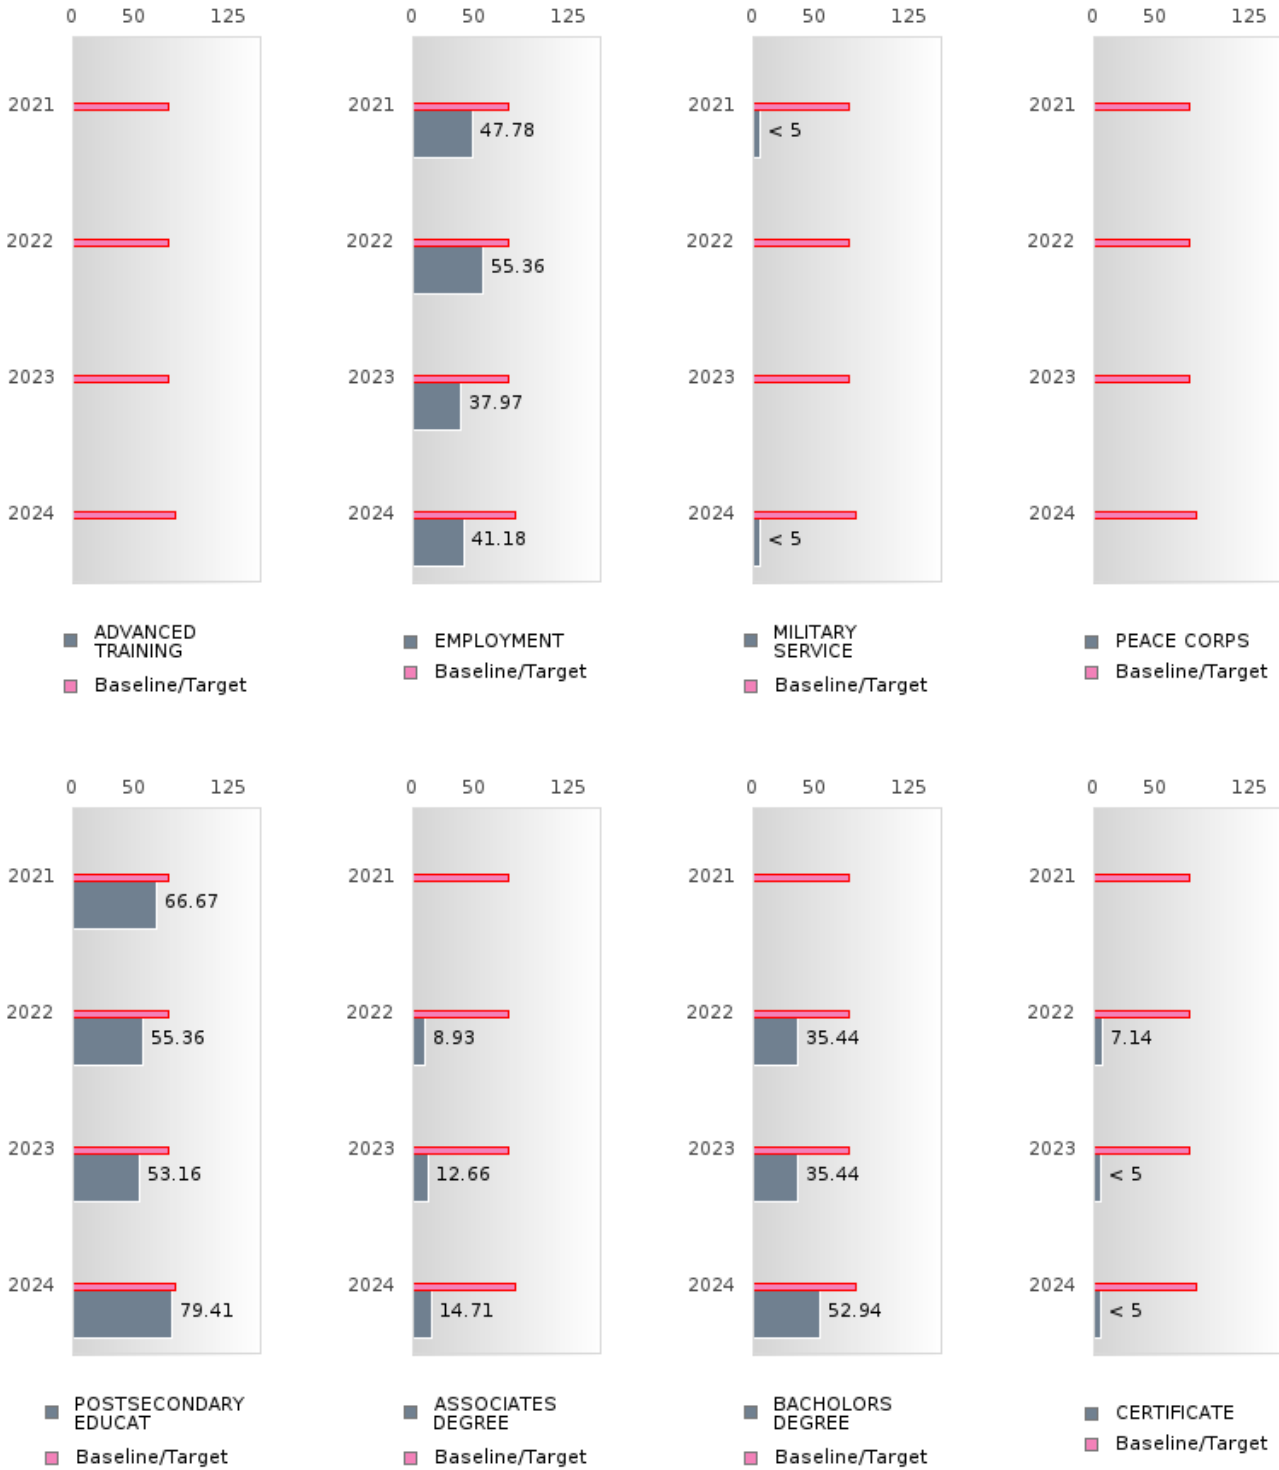 0 50 125
0 50 125
0 50 125
0 50 125
2021
2021 47.78
2021 < 5
2021
2022
2022 55.36
2022
2022
2023
2023 37.97
2023
2023
2024
2024 41.18
2024 < 5
2024
ADVANCED
TRAINING
Baseline/Target
EMPLOYMENT
Baseline/Target
MILITARY
SERVICE
Baseline/Target
PEACE CORPS
Baseline/Target
0 50 125
0 50 125
0 50 125
0 50 125
2021 66.67
2021
2021
2021
2022 55.36
2022 8.93
2022 35.44
2022 7.14
2023 53.16
2023 12.66
2023 35.44
2023 < 5
2024 79.41
2024 14.71
2024 52.94
2024 < 5
POSTSECONDARY
EDUCAT
Baseline/Target
ASSOCIATES
DEGREE
Baseline/Target
BACHOLORS
DEGREE
Baseline/Target
CERTIFICATE
Baseline/Target